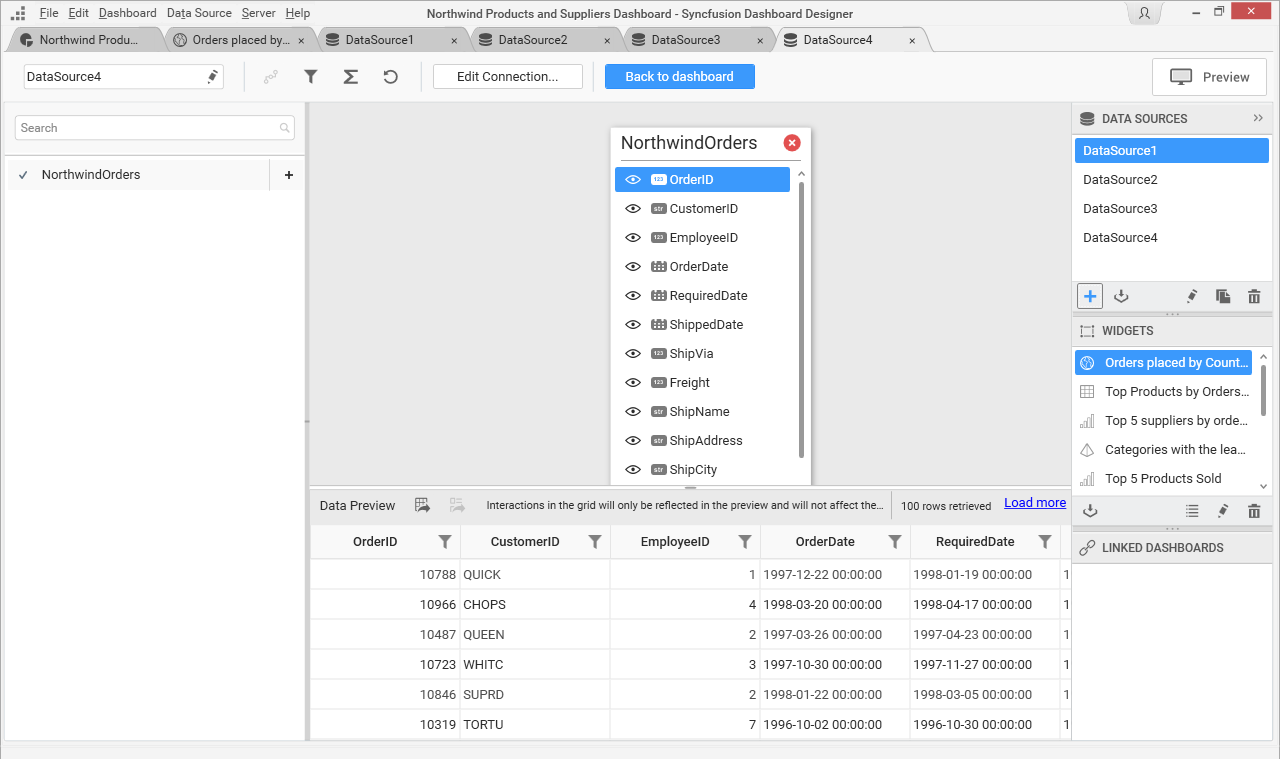 File Edit Dashboard Data Source Server Help
Northwind Products and Suppliers Dashboard - Syncfusion Dashboard Designer
Northwind Produ...
Orders placed by...
DataSource1
DataSource2
DataSource3
DataSource4
DataSource4
Edit Connection...
Back to dashboard
Preview
Search
NorthwindOrders
NorthwindOrders
123 OrderID
str CustomerID
123 EmployeeID
OrderDate
RequiredDate
ShippedDate
123 ShipVia
123 Freight
str ShipName
str ShipAddress
str ShipCity
DATA SOURCES
DataSource1
DataSource2
DataSource3
DataSource4
WIDGETS
Orders placed by Count...
Top Products by Orders...
Top 5 suppliers by orde...
Categories with the lea...
Top 5 Products Sold
LINKED DASHBOARDS
Data Preview
Interactions in the grid will only be reflected in the preview and will not affect the...
100 rows retrieved
Load more
OrderID CustomerID EmployeeID OrderDate RequiredDate
10788 QUICK 1 1997-12-22 00:00:00 1998-01-19 00:00:00 1
10966 CHOPS 4 1998-03-20 00:00:00 1998-04-17 00:00:00 1
10487 QUEEN 2 1997-03-26 00:00:00 1997-04-23 00:00:00 1
10723 WHITC 3 1997-10-30 00:00:00 1997-11-27 00:00:00 1
10846 SUPRD 2 1998-01-22 00:00:00 1998-03-05 00:00:00 1
10319 TORTU 7 1996-10-02 00:00:00 1996-10-30 00:00:00 1